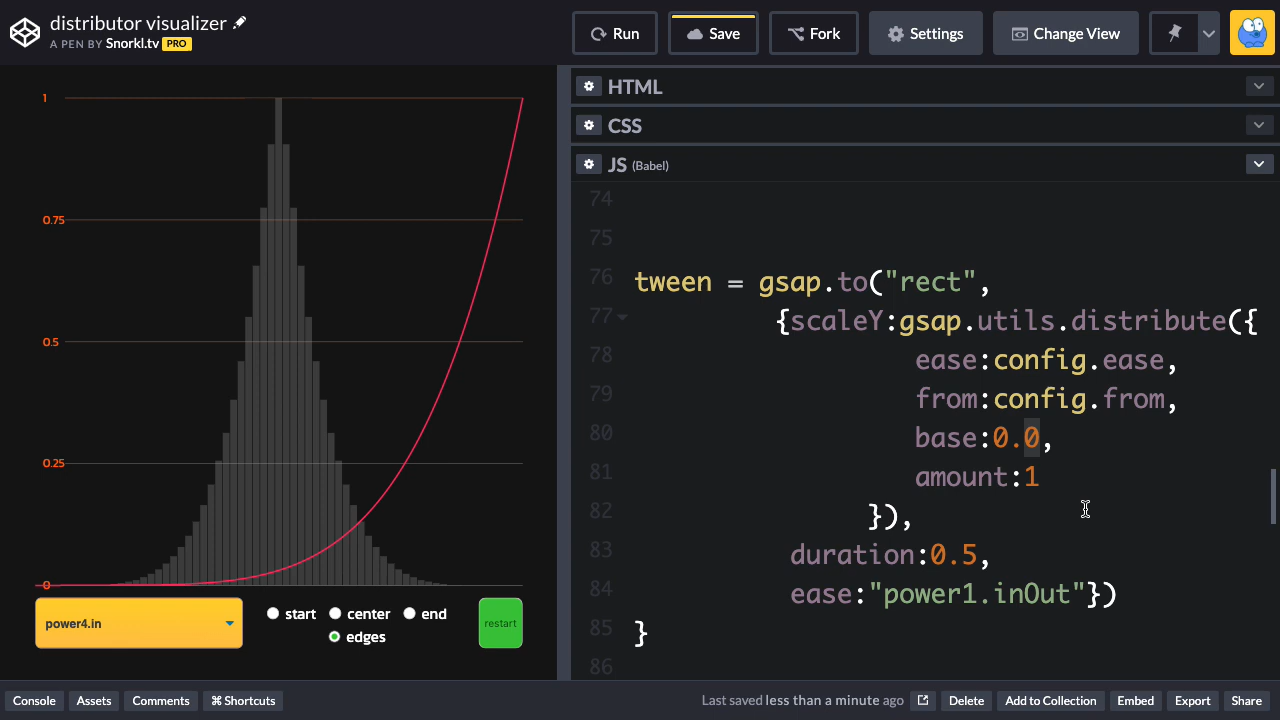 distributor visualizer
A PEN BY Snorkl.tv PRO
Run
Save
Fork
Settings
Change View
1
0.75
0.5
0.25
0
power4.in
start
center
end
edges
restart
HTML
CSS
JS (Babel)
74
75
76 tween = gsap.to("rect",
77 {scaleY:gsap.utils.distribute({
78 ease:config.ease,
79 from:config.from,
80 base:0.0,
81 amount:1
82 }),
83 duration:0.5,
84 ease:"power1.inOut"})
85 }
86
Console
Assets
Comments
⌘ Shortcuts
Last saved less than a minute ago
Delete
Add to Collection
Embed
Export
Share